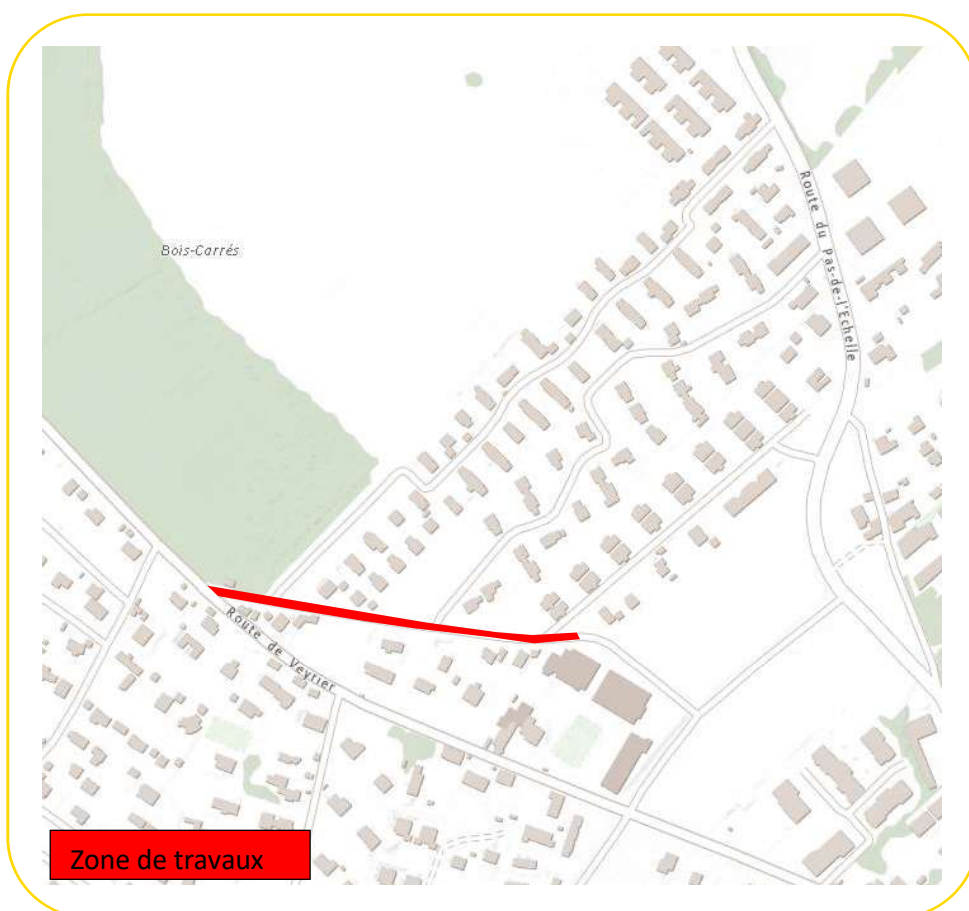 Bois-Carrés
Route du Pas-de-l'Echelle
Route de Veyrier
Zone de travaux